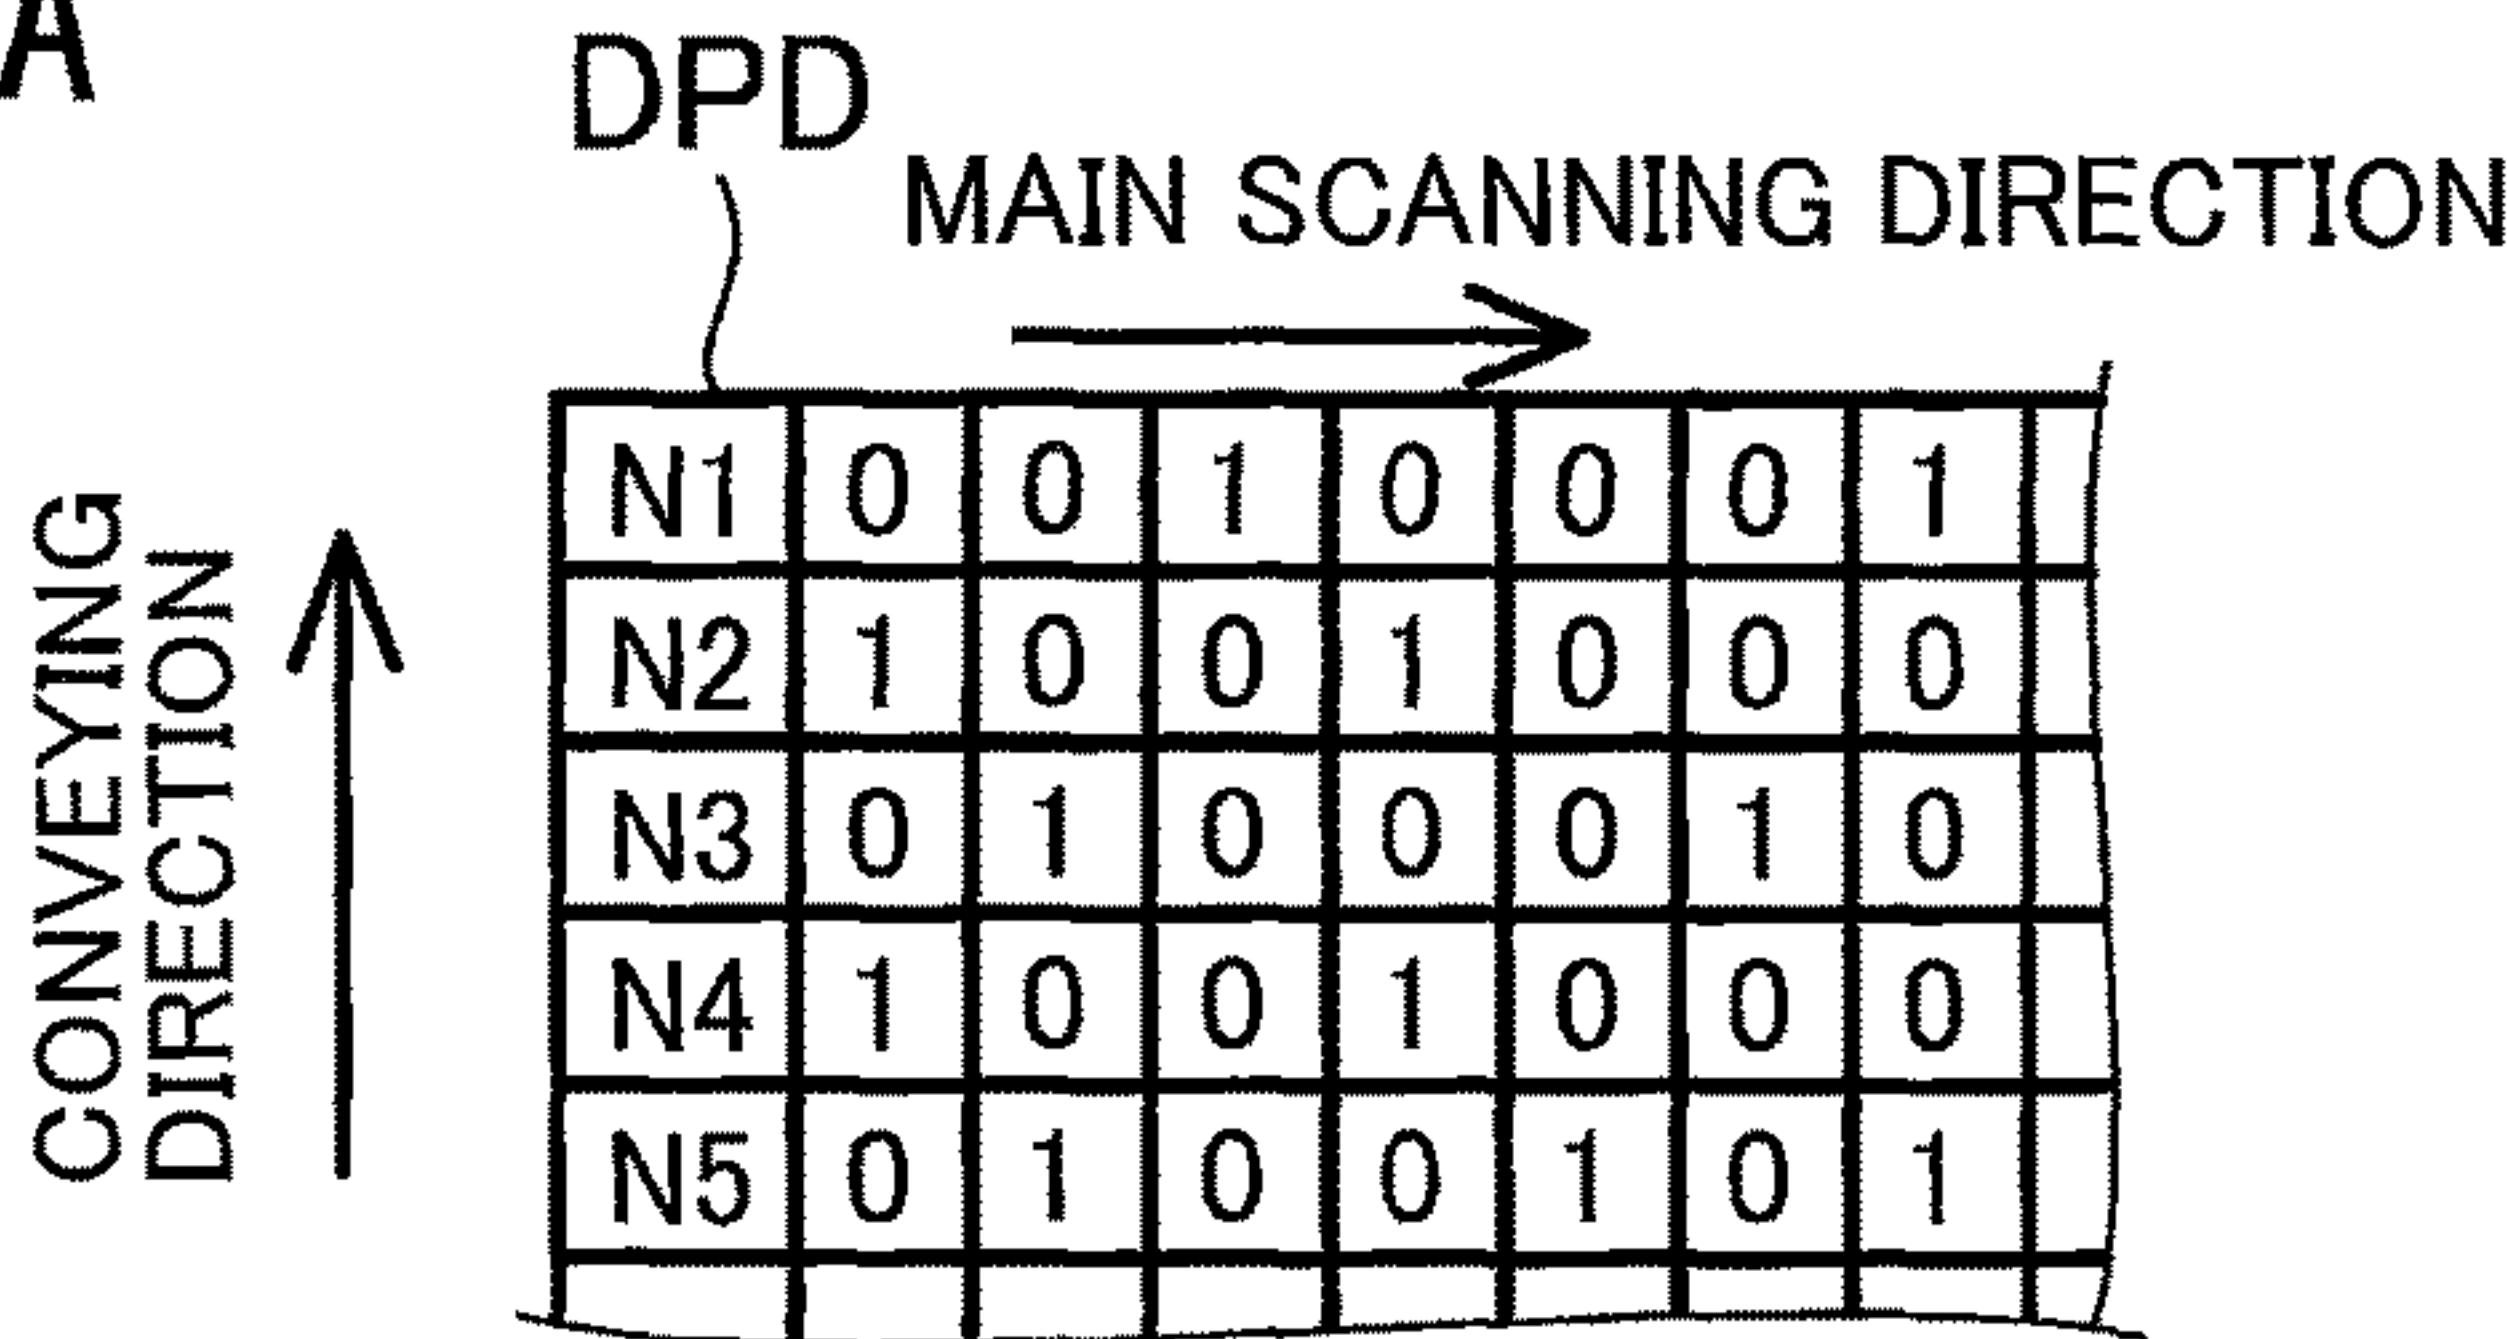 A
DPD
MAIN SCANNING DIRECTION
CONVEYING
DIRECTION
N1 0 0 1 0 0 0 1
N2 1 0 0 1 0 0 0
N3 0 1 0 0 0 1 0
N4 1 0 0 1 0 0 0
N5 0 1 0 0 1 0 1